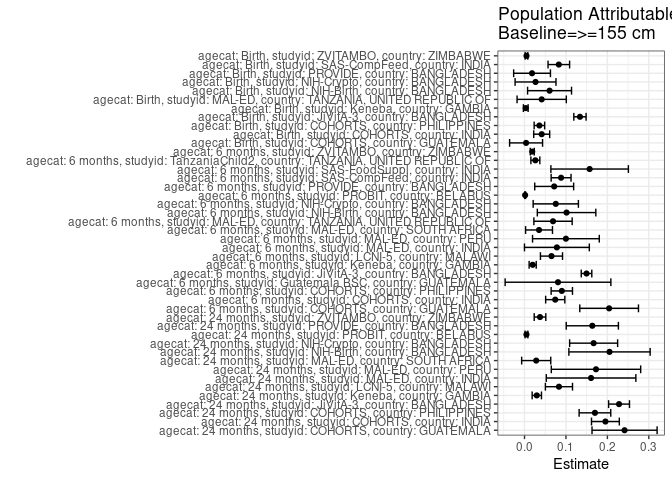 Population Attributable
Baseline=>=155 cm
agecat: Birth, studyid: ZVITAMBO, country: ZIMBABWE
agecat: Birth, studyid: SAS-CompFeed, country: INDIA
agecat: Birth, studyid: PROVIDE, country: BANGLADESH
agecat: Birth, studyid: NIH-Crypto, country: BANGLADESH
agecat: Birth, studyid: NIH-Birth, country: BANGLADESH
agecat: Birth, studyid: MAL-ED, country: TANZANIA, UNITED REPUBLIC OF
agecat: Birth, studyid: Keneba, country: GAMBIA
agecat: Birth, studyid: JiVitA-3, country: BANGLADESH
agecat: Birth, studyid: COHORTS, country: PHILIPPINES
agecat: Birth, studyid: COHORTS, country: INDIA
agecat: Birth, studyid: COHORTS, country: GUATEMALA
agecat: 6 months, studyid: ZVITAMBO, country: ZIMBABWE
agecat: 6 months, studyid: TanzaniaChild2, country: TANZANIA, UNITED REPUBLIC OF
agecat: 6 months, studyid: SAS-FoodSuppl, country: INDIA
agecat: 6 months, studyid: SAS-CompFeed, country: INDIA
agecat: 6 months, studyid: PROVIDE, country: BANGLADESH
agecat: 6 months, studyid: PROBIT, country: BELARUS
agecat: 6 months, studyid: NIH-Crypto, country: BANGLADESH
agecat: 6 months, studyid: NIH-Birth, country: BANGLADESH
agecat: 6 months, studyid: MAL-ED, country: TANZANIA, UNITED REPUBLIC OF
agecat: 6 months, studyid: MAL-ED, country: SOUTH AFRICA
agecat: 6 months, studyid: MAL-ED, country: PERU
agecat: 6 months, studyid: MAL-ED, country: INDIA
agecat: 6 months, studyid: LCNI-5, country: MALAWI
agecat: 6 months, studyid: Keneba, country: GAMBIA
agecat: 6 months, studyid: JiVitA-3, country: BANGLADESH
agecat: 6 months, studyid: Guatemala BSC, country: GUATEMALA
agecat: 6 months, studyid: COHORTS, country: PHILIPPINES
agecat: 6 months, studyid: COHORTS, country: INDIA
agecat: 6 months, studyid: COHORTS, country: GUATEMALA
agecat: 24 months, studyid: ZVITAMBO, country: ZIMBABWE
agecat: 24 months, studyid: PROVIDE, country: BANGLADESH
agecat: 24 months, studyid: PROBIT, country: BELARUS
agecat: 24 months, studyid: NIH-Crypto, country: BANGLADESH
agecat: 24 months, studyid: NIH-Birth, country: BANGLADESH
agecat: 24 months, studyid: MAL-ED, country: SOUTH AFRICA
agecat: 24 months, studyid: MAL-ED, country: PERU
agecat: 24 months, studyid: MAL-ED, country: INDIA
agecat: 24 months, studyid: LCNI-5, country: MALAWI
agecat: 24 months, studyid: Keneba, country: GAMBIA
agecat: 24 months, studyid: JiVitA-3, country: BANGLADESH
agecat: 24 months, studyid: COHORTS, country: PHILIPPINES
agecat: 24 months, studyid: COHORTS, country: INDIA
agecat: 24 months, studyid: COHORTS, country: GUATEMALA
0.0 0.1 0.2 0.3
Estimate